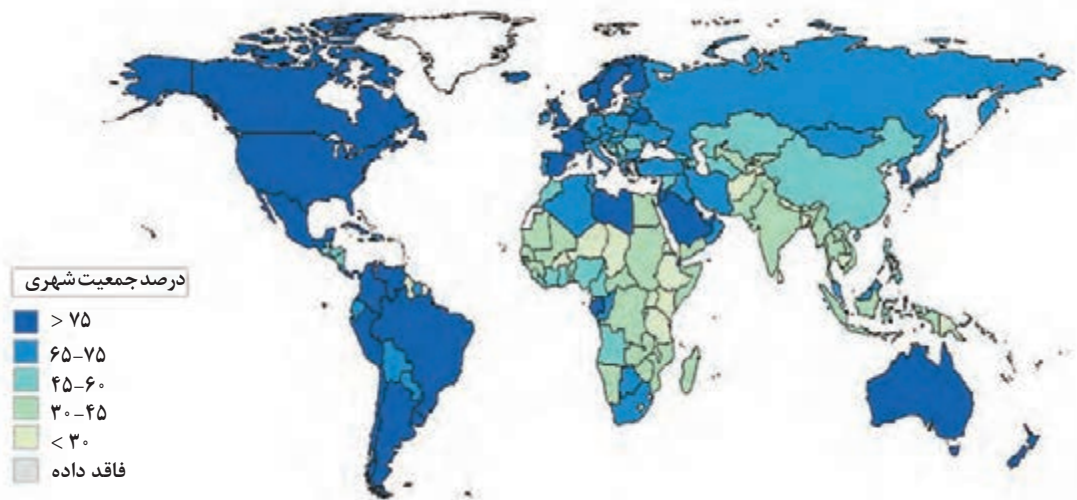 درصد جمعیت شهری
> ۷۵
۶۵-۷۵
۴۵-۶۰
۳۰-۴۵
< ۳۰
فاقد داده